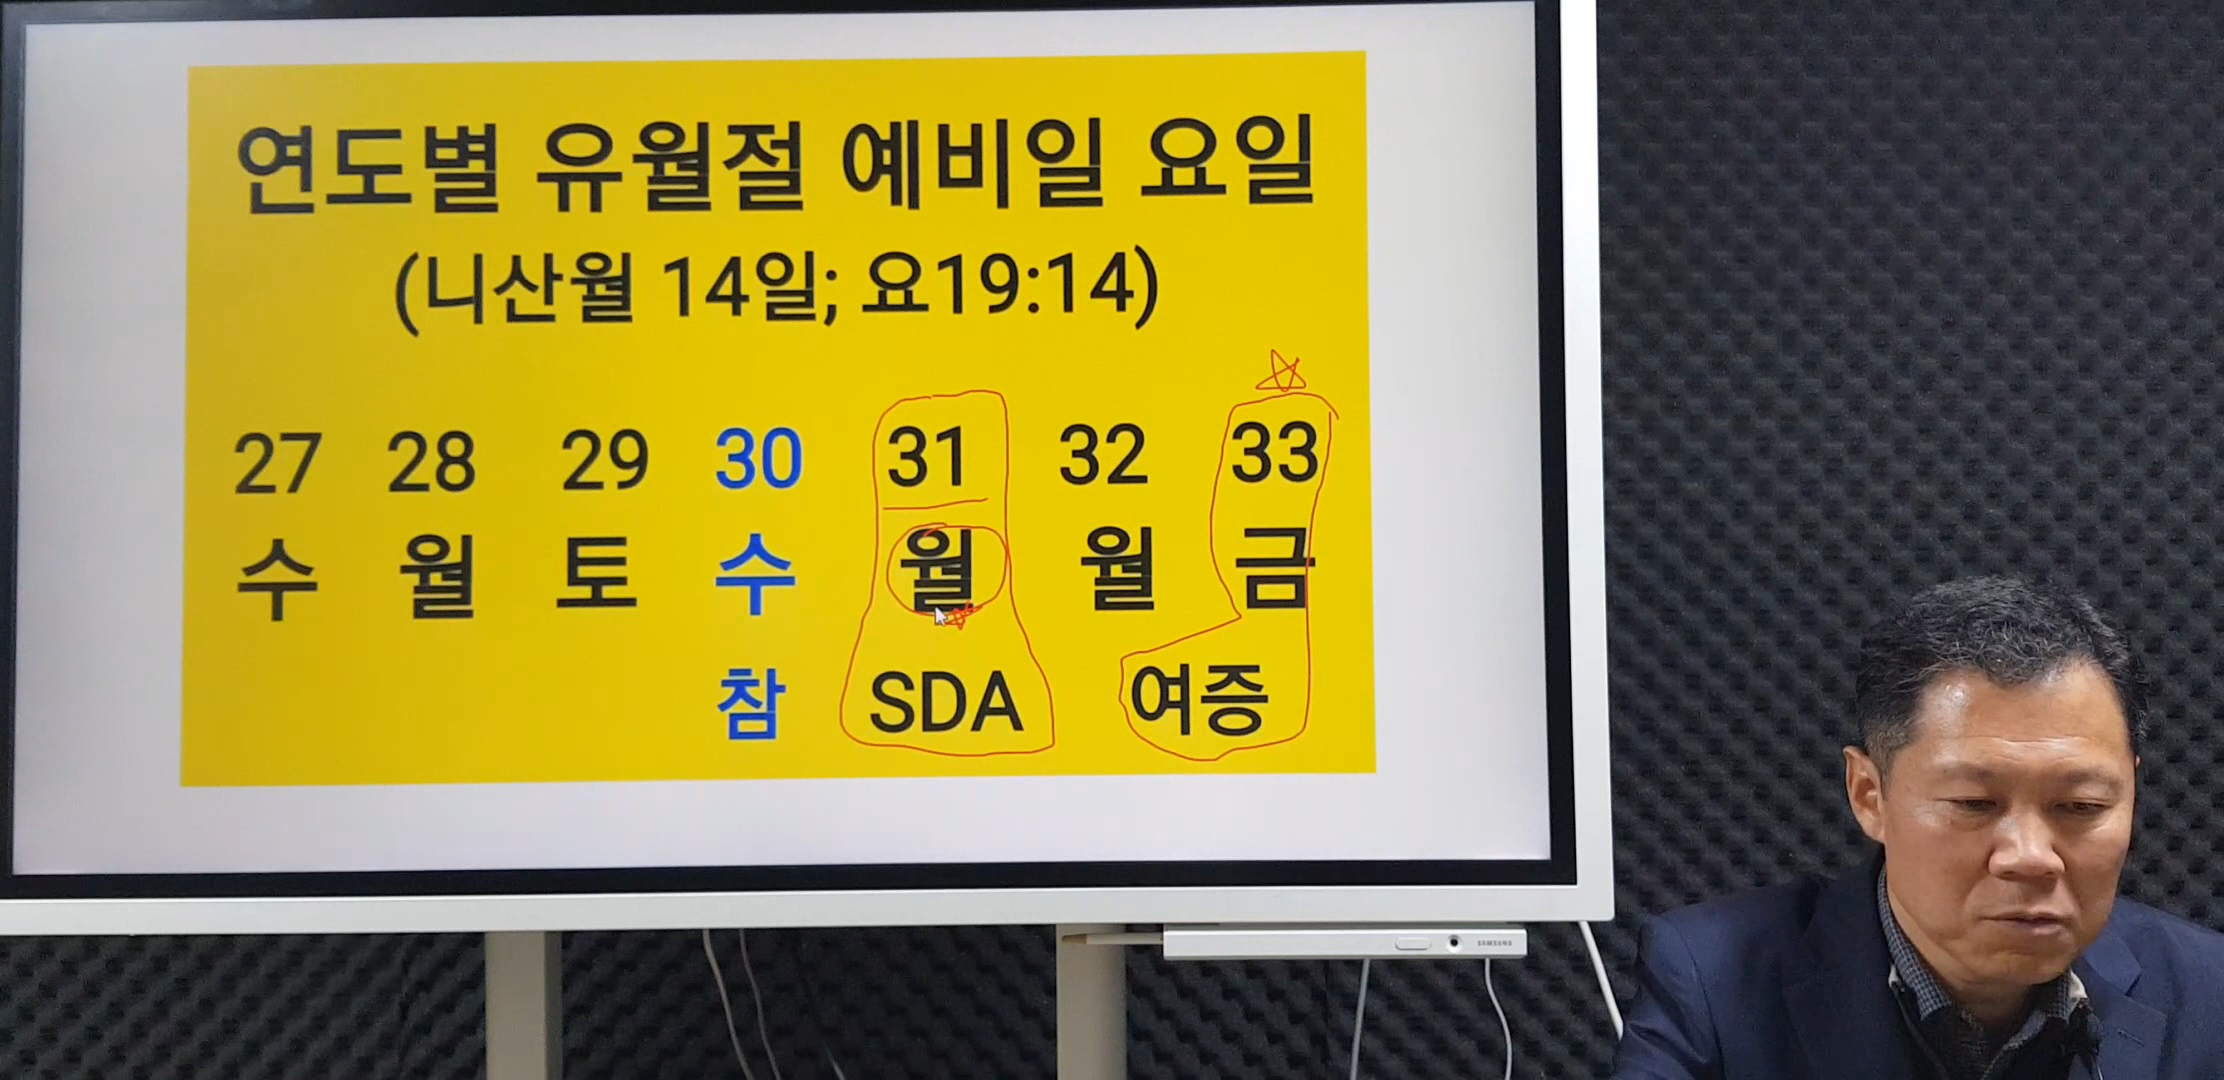 연도별 유월절 예비일 요일
(니산월 14일; 요19:14)
27 28 29 30 31 32 33
수 월 토 수 월 월 금
참 SDA 여증
SAMSUNG